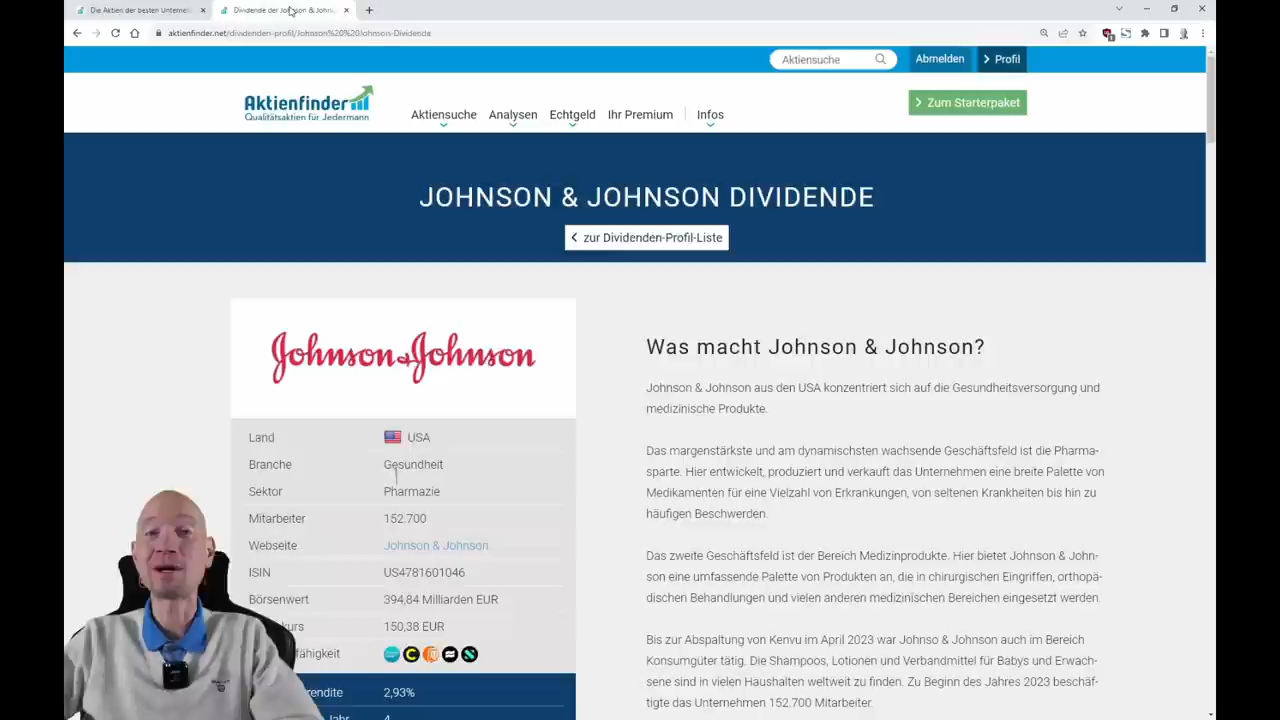 Die Aktien der besten Unterne
Dividende der Johnson & Johns
aktienfinder.net/dividenden-profil/Johnson%20%20Johnson-Dividende
Aktiensuche
Abmelden
Profil
Aktienfinder
Qualitätsaktien für Jedermann
Aktiensuche
Analysen
Echtgeld
Ihr Premium
Infos
Zum Starterpaket
JOHNSON & JOHNSON DIVIDENDE
zur Dividenden-Profil-Liste
Johnson & Johnson
Land USA
Branche Gesundheit
Sektor Pharmazie
Mitarbeiter 152.700
Webseite Johnson & Johnson
ISIN US4781601046
Börsenwert 394,84 Milliarden EUR
kurs 150,38 EUR
fähigkeit
rendite 2,93%
Jahr 4
Was macht Johnson & Johnson?
Johnson & Johnson aus den USA konzentriert sich auf die Gesundheitsversorgung und
medizinische Produkte.
Das margenstärkste und am dynamischsten wachsende Geschäftsfeld ist die Pharma-
sparte. Hier entwickelt, produziert und verkauft das Unternehmen eine breite Palette von
Medikamenten für eine Vielzahl von Erkrankungen, von seltenen Krankheiten bis hin zu
häufigen Beschwerden.
Das zweite Geschäftsfeld ist der Bereich Medizinprodukte. Hier bietet Johnson & John-
son eine umfassende Palette von Produkten an, die in chirurgischen Eingriffen, orthopä-
dischen Behandlungen und vielen anderen medizinischen Bereichen eingesetzt werden.
Bis zur Abspaltung von Kenvu im April 2023 war Johnso & Johnson auch im Bereich
Konsumgüter tätig. Die Shampoos, Lotionen und Verbandmittel für Babys und Erwach-
sene sind in vielen Haushalten weltweit zu finden. Zu Beginn des Jahres 2023 beschäf-
tigte das Unternehmen 152.700 Mitarbeiter.